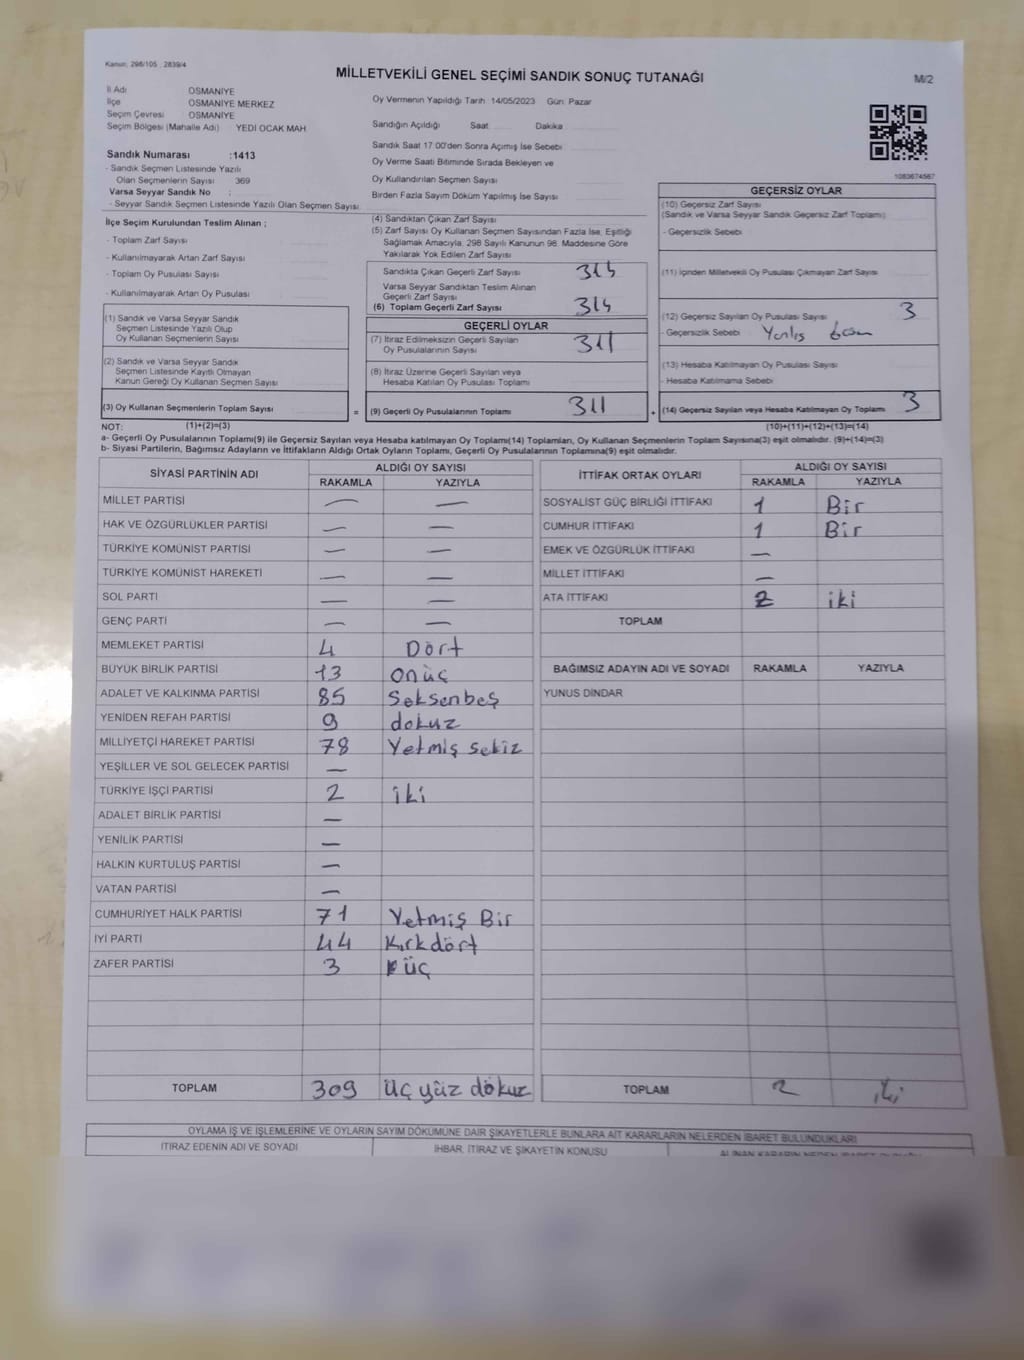 Kanun: 298/105 , 2839/4
MİLLETVEKİLİ GENEL SEÇİMİ SANDIK SONUÇ TUTANAĞI
M/2
İl Adı OSMANİYE
İlçe OSMANİYE MERKEZ
Seçim Çevresi OSMANİYE
Seçim Bölgesi (Mahalle Adı) YEDİ OCAK MAH
Sandık Numarası :1413
- Sandık Seçmen Listesinde Yazılı
Olan Seçmenlerin Sayısı 369
Varsa Seyyar Sandık No :
- Seyyar Sandık Seçmen Listesinde Yazılı Olan Seçmen Sayısı:
Oy Vermenin Yapıldığı Tarih: 14/05/2023 Gün: Pazar
Sandığın Açıldığı Saat Dakika
Sandık Saat 17:00'den Sonra Açılmış İse Sebebi
Oy Verme Saati Bitiminde Sırada Bekleyen ve
Oy Kullandırılan Seçmen Sayısı
Birden Fazla Sayım Döküm Yapılmış İse Sayısı
1083674567
İlçe Seçim Kurulundan Teslim Alınan :
- Toplam Zarf Sayısı
- Kullanılmayarak Artan Zarf Sayısı
- Toplam Oy Pusulası Sayısı
- Kullanılmayarak Artan Oy Pusulası
(1) Sandık ve Varsa Seyyar Sandık
Seçmen Listesinde Yazılı Olup
Oy Kullanan Seçmenlerin Sayısı
(2) Sandık ve Varsa Seyyar Sandık
Seçmen Listesinde Kayıtlı Olmayan
Kanun Gereği Oy Kullanan Seçmen Sayısı
(3) Oy Kullanan Seçmenlerin Toplam Sayısı
(4) Sandıktan Çıkan Zarf Sayısı
(5) Zarf Sayısı Oy Kullanan Seçmen Sayısından Fazla İse, Eşitliği
Sağlamak Amacıyla, 298 Sayılı Kanunun 98. Maddesine Göre
Yakılarak Yok Edilen Zarf Sayısı
Sandıkta Çıkan Geçerli Zarf Sayısı 314
Varsa Seyyar Sandıktan Teslim Alınan
Geçerli Zarf Sayısı
(6) Toplam Geçerli Zarf Sayısı 314
GEÇERLİ OYLAR
(7) İtiraz Edilmeksizin Geçerli Sayılan
Oy Pusulalarının Sayısı 311
(8) İtiraz Üzerine Geçerli Sayılan veya
Hesaba Katılan Oy Pusulası Toplamı
= (9) Geçerli Oy Pusulalarının Toplamı 311 +
GEÇERSİZ OYLAR
(10) Geçersiz Zarf Sayısı
(Sandık ve Varsa Seyyar Sandık Geçersiz Zarf Toplamı)
- Geçersizlik Sebebi
(11) İçinden Milletvekili Oy Pusulası Çıkmayan Zarf Sayısı
(12) Geçersiz Sayılan Oy Pusulası Sayısı 3
- Geçersizlik Sebebi Yanlış
(13) Hesaba Katılmayan Oy Pusulası Sayısı
- Hesaba Katılmama Sebebi
(14) Geçersiz Sayılan veya Hesaba Katılmayan Oy Toplamı 3
NOT: (1)+(2)=(3) (10)+(11)+(12)+(13)=(14)
a- Geçerli Oy Pusulalarının Toplamı(9) ile Geçersiz Sayılan veya Hesaba katılmayan Oy Toplamı(14) Toplamları, Oy Kullanan Seçmenlerin Toplam Sayısına(3) eşit olmalıdır. (9)+(14)=(3)
b- Siyasi Partilerin, Bağımsız Adayların ve İttifakların Aldığı Ortak Oyların Toplamı, Geçerli Oy Pusulalarının Toplamına(9) eşit olmalıdır.
SİYASİ PARTİNİN ADI ALDIĞI OY SAYISI
RAKAMLA YAZIYLA
MİLLET PARTİSİ — —
HAK VE ÖZGÜRLÜKLER PARTİSİ — —
TÜRKİYE KOMÜNİST PARTİSİ — —
TÜRKİYE KOMÜNİST HAREKETİ — —
SOL PARTİ — —
GENÇ PARTİ — —
MEMLEKET PARTİSİ 4 Dört
BÜYÜK BİRLİK PARTİSİ 13 onüç
ADALET VE KALKINMA PARTİSİ 85 Seksenbeş
YENİDEN REFAH PARTİSİ 9 dokuz
MİLLİYETÇİ HAREKET PARTİSİ 78 Yetmiş sekiz
YEŞİLLER VE SOL GELECEK PARTİSİ —
TÜRKİYE İŞÇİ PARTİSİ 2 iki
ADALET BİRLİK PARTİSİ —
YENİLİK PARTİSİ —
HALKIN KURTULUŞ PARTİSİ —
VATAN PARTİSİ —
CUMHURİYET HALK PARTİSİ 71 Yetmiş Bir
İYİ PARTİ 44 Kırkdört
ZAFER PARTİSİ 3 üç
TOPLAM 309 üç yüz dökuz
İTTİFAK ORTAK OYLARI ALDIĞI OY SAYISI
RAKAMLA YAZIYLA
SOSYALİST GÜÇ BİRLİĞİ İTTİFAKI 1 Bir
CUMHUR İTTİFAKI 1 Bir
EMEK VE ÖZGÜRLÜK İTTİFAKI —
MİLLET İTTİFAKI —
ATA İTTİFAKI 2 iki
TOPLAM
BAĞIMSIZ ADAYIN ADI VE SOYADI RAKAMLA YAZIYLA
YUNUS DİNDAR
TOPLAM 2 iki
OYLAMA İŞ VE İŞLEMLERİNE VE OYLARIN SAYIM DÖKÜMÜNE DAİR ŞİKAYETLERLE BUNLARA AİT KARARLARIN NELERDEN İBARET BULUNDUKLARI
İTİRAZ EDENİN ADI VE SOYADI İHBAR, İTİRAZ VE ŞİKAYETİN KONUSU